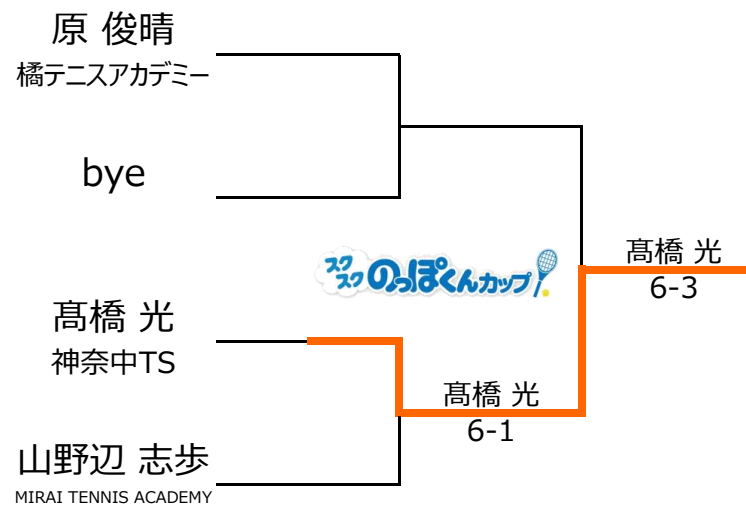 原 俊晴
橘テニスアカデミー
bye
スクスクのっぽくんカップ
髙橋 光
6-3
髙橋 光
神奈中TS
髙橋 光
6-1
山野辺 志歩
MIRAI TENNIS ACADEMY